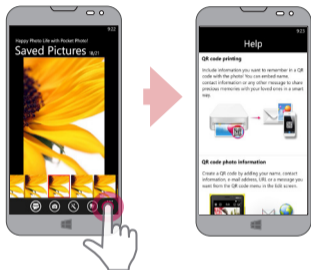 9:22
Happy Photo Life with Pocket Photo!
Saved Pictures 18/21
9:23
Help
QR code printing
Include information you want to remember in a QR
code with the photo! You can embed name,
contact information or any other message to share
precious memories with your loved ones in a smart
way.
QR code photo information
Create a QR code by adding your name, contact
information, e-mail address, URL or a message you
want from the QR code menu in the Edit screen.